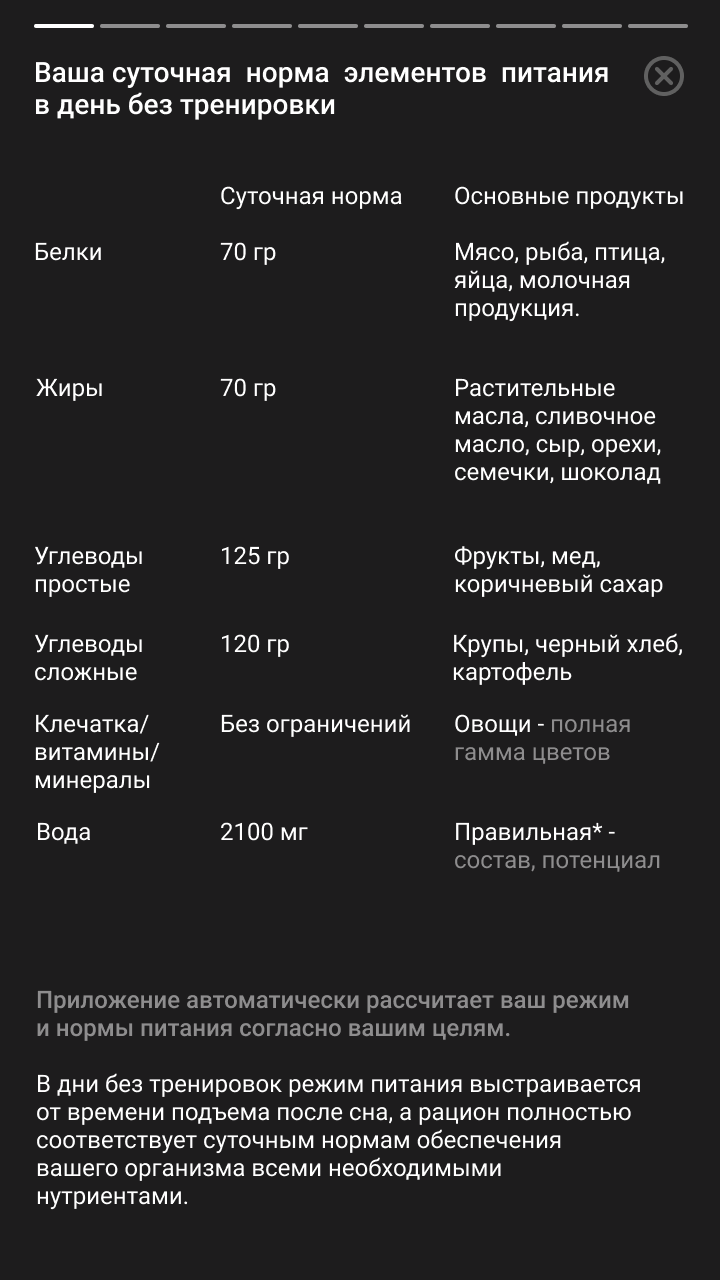 Ваша суточная норма элементов питания
в день без тренировки
Суточная норма Основные продукты
Белки 70 гр Мясо, рыба, птица,
яйца, молочная
продукция.
Жиры 70 гр Растительные
масла, сливочное
масло, сыр, орехи,
семечки, шоколад
Углеводы 125 гр Фрукты, мед,
простые коричневый сахар
Углеводы 120 гр Крупы, черный хлеб,
сложные картофель
Клечатка/ Без ограничений Овощи - полная
витамины/ гамма цветов
минералы
Вода 2100 мг Правильная* -
состав, потенциал
Приложение автоматически рассчитает ваш режим
и нормы питания согласно вашим целям.
В дни без тренировок режим питания выстраивается
от времени подъема после сна, а рацион полностью
соответствует суточным нормам обеспечения
вашего организма всеми необходимыми
нутриентами.